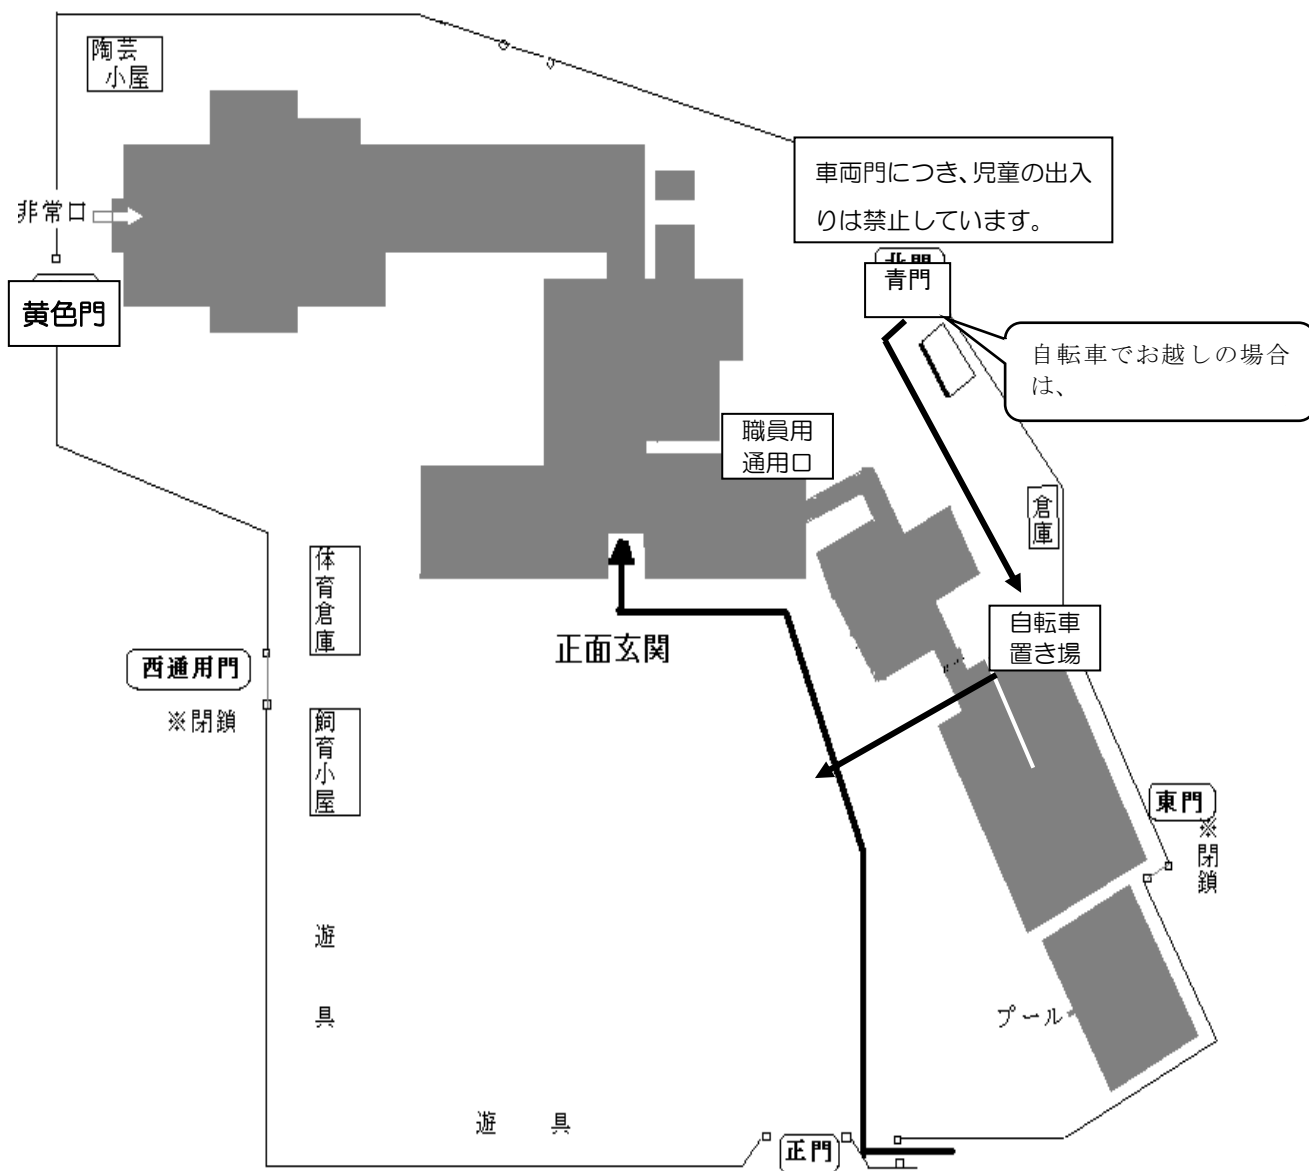 陶芸
小屋
車両門につき、児童の出入
りは禁止しています。
非常口
北門
青門
黄色門
自転車でお越しの場合
は、
職員用
通用口
倉庫
体育倉庫
自転車
置き場
正面玄関
西通用門
※閉鎖
飼育小屋
東門
※閉鎖
遊具
プール
遊具
正門